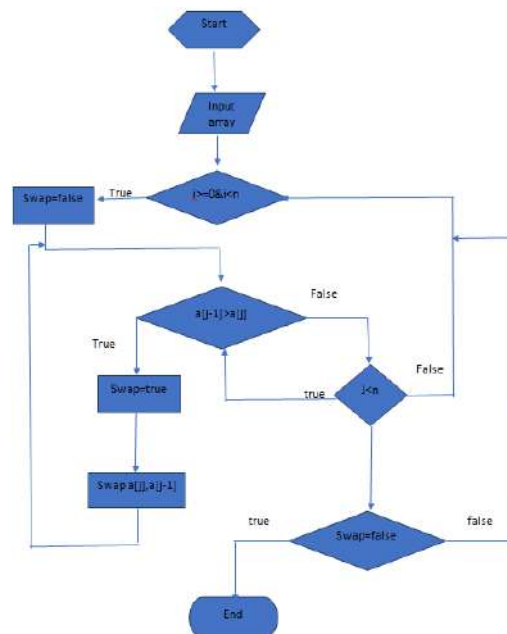 Start
Input
array
j>=0&i<n
True
Swap=false
a[j-1]>a[j]
False
True
Swap=true
j<n
False
true
Swap a[j],a[j-1]
Swap=false
true
false
End